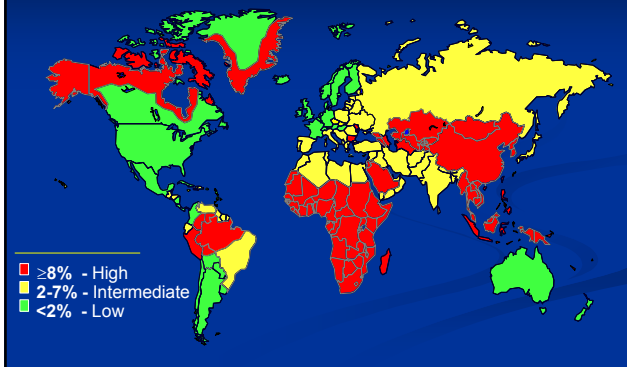 ≥8% - High
2-7% - Intermediate
<2% - Low